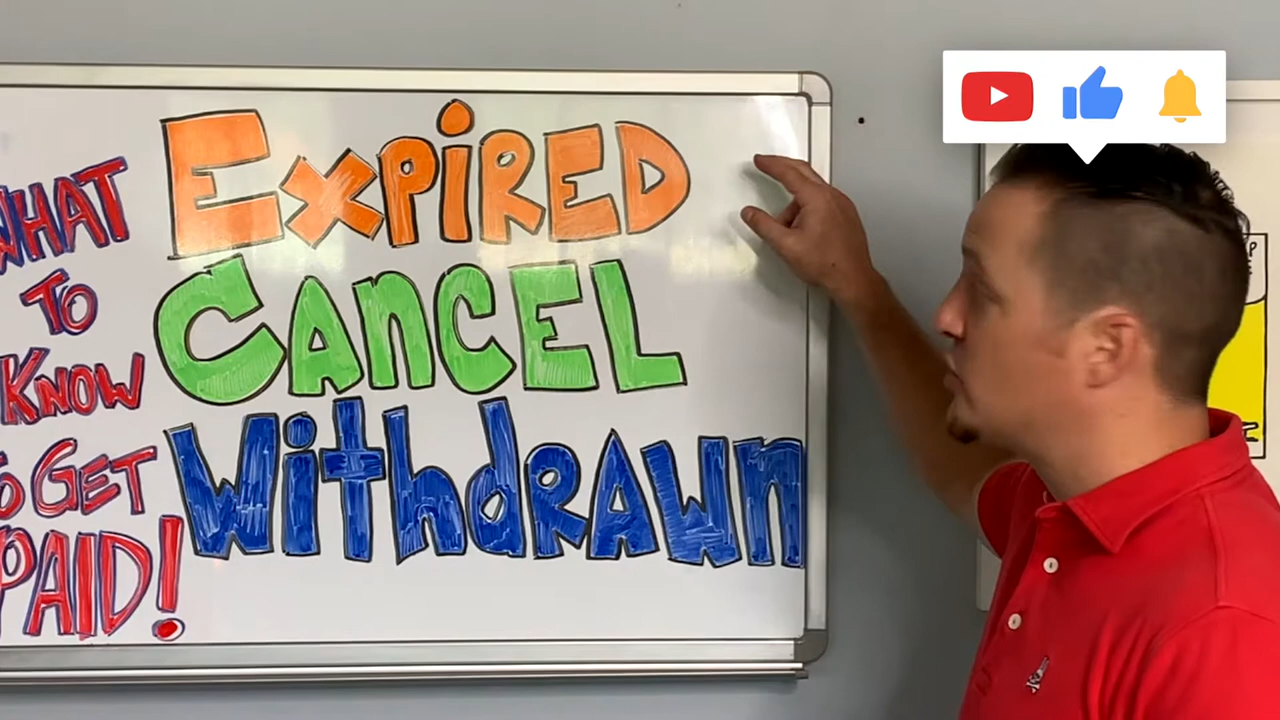 WHAT
TO
KNOW
TO GET
PAID!
ExpiRED
CANCEL
WithdRAWN